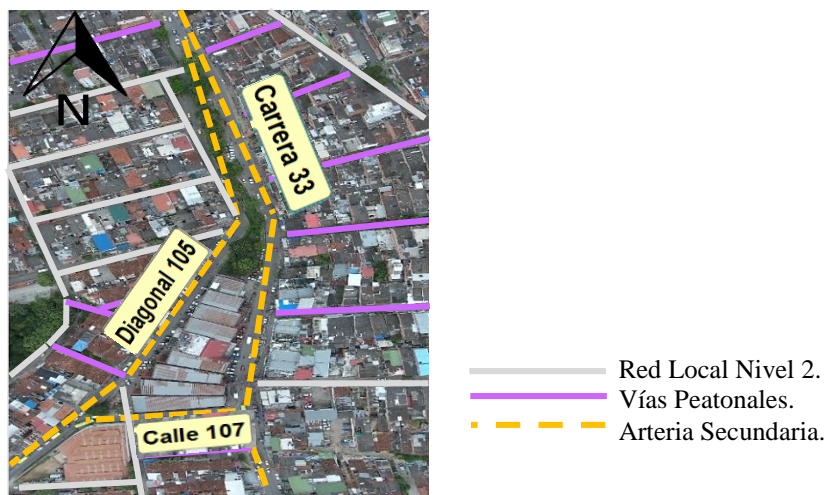 N
Carrera 33
Diagonal 105
Calle 107
Red Local Nivel 2.
Vías Peatonales.
Arteria Secundaria.